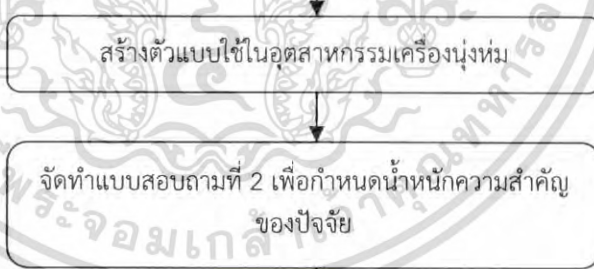 สร้างตัวแบบใช้ในอุตสาหกรรมเครื่องนุ่งห่ม
จัดทำแบบสอบถามที่ 2 เพื่อกำหนดน้ำหนักความสำคัญ
ของปัจจัย